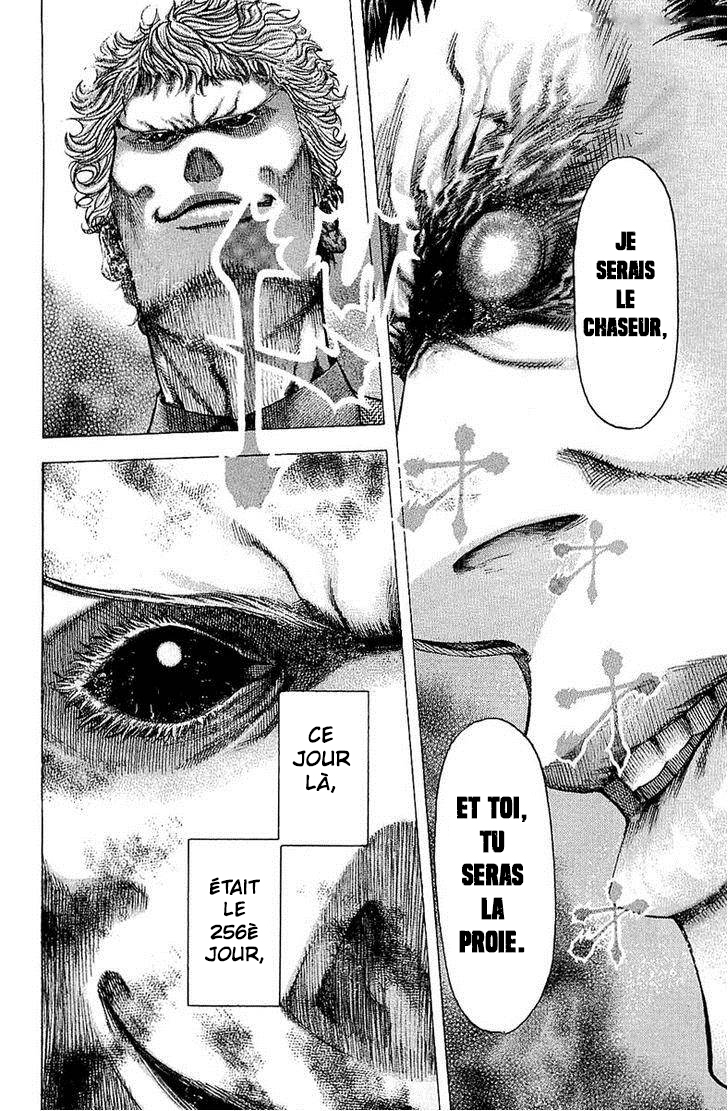 JE
SERAIS
LE
CHASEUR,
ET TOI,
TU
SERAS
LA
PROIE.
CE
JOUR
LÀ,
ÉTAIT
LE
256È
JOUR,